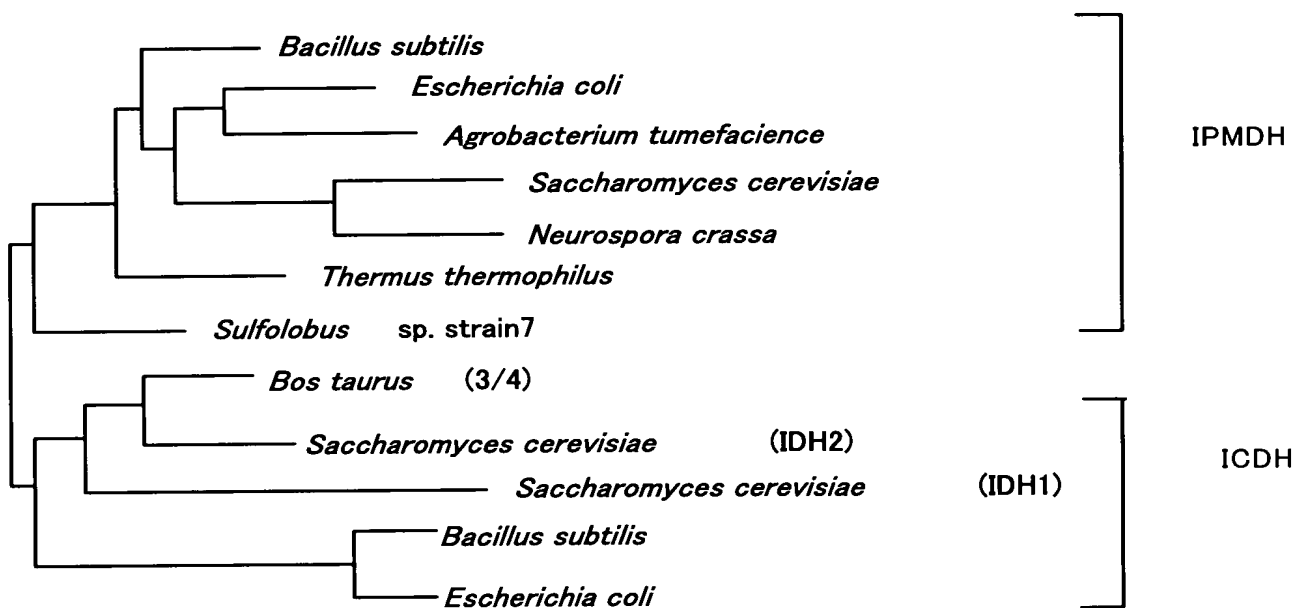 Bacillus subtilis
Escherichia coli
Agrobacterium tumefacience
IPMDH
Saccharomyces cerevisiae
Neurospora crassa
Thermus thermophilus
Sulfolobus sp. strain7
Bos taurus (3/4)
Saccharomyces cerevisiae (IDH2)
ICDH
Saccharomyces cerevisiae (IDH1)
Bacillus subtilis
Escherichia coli